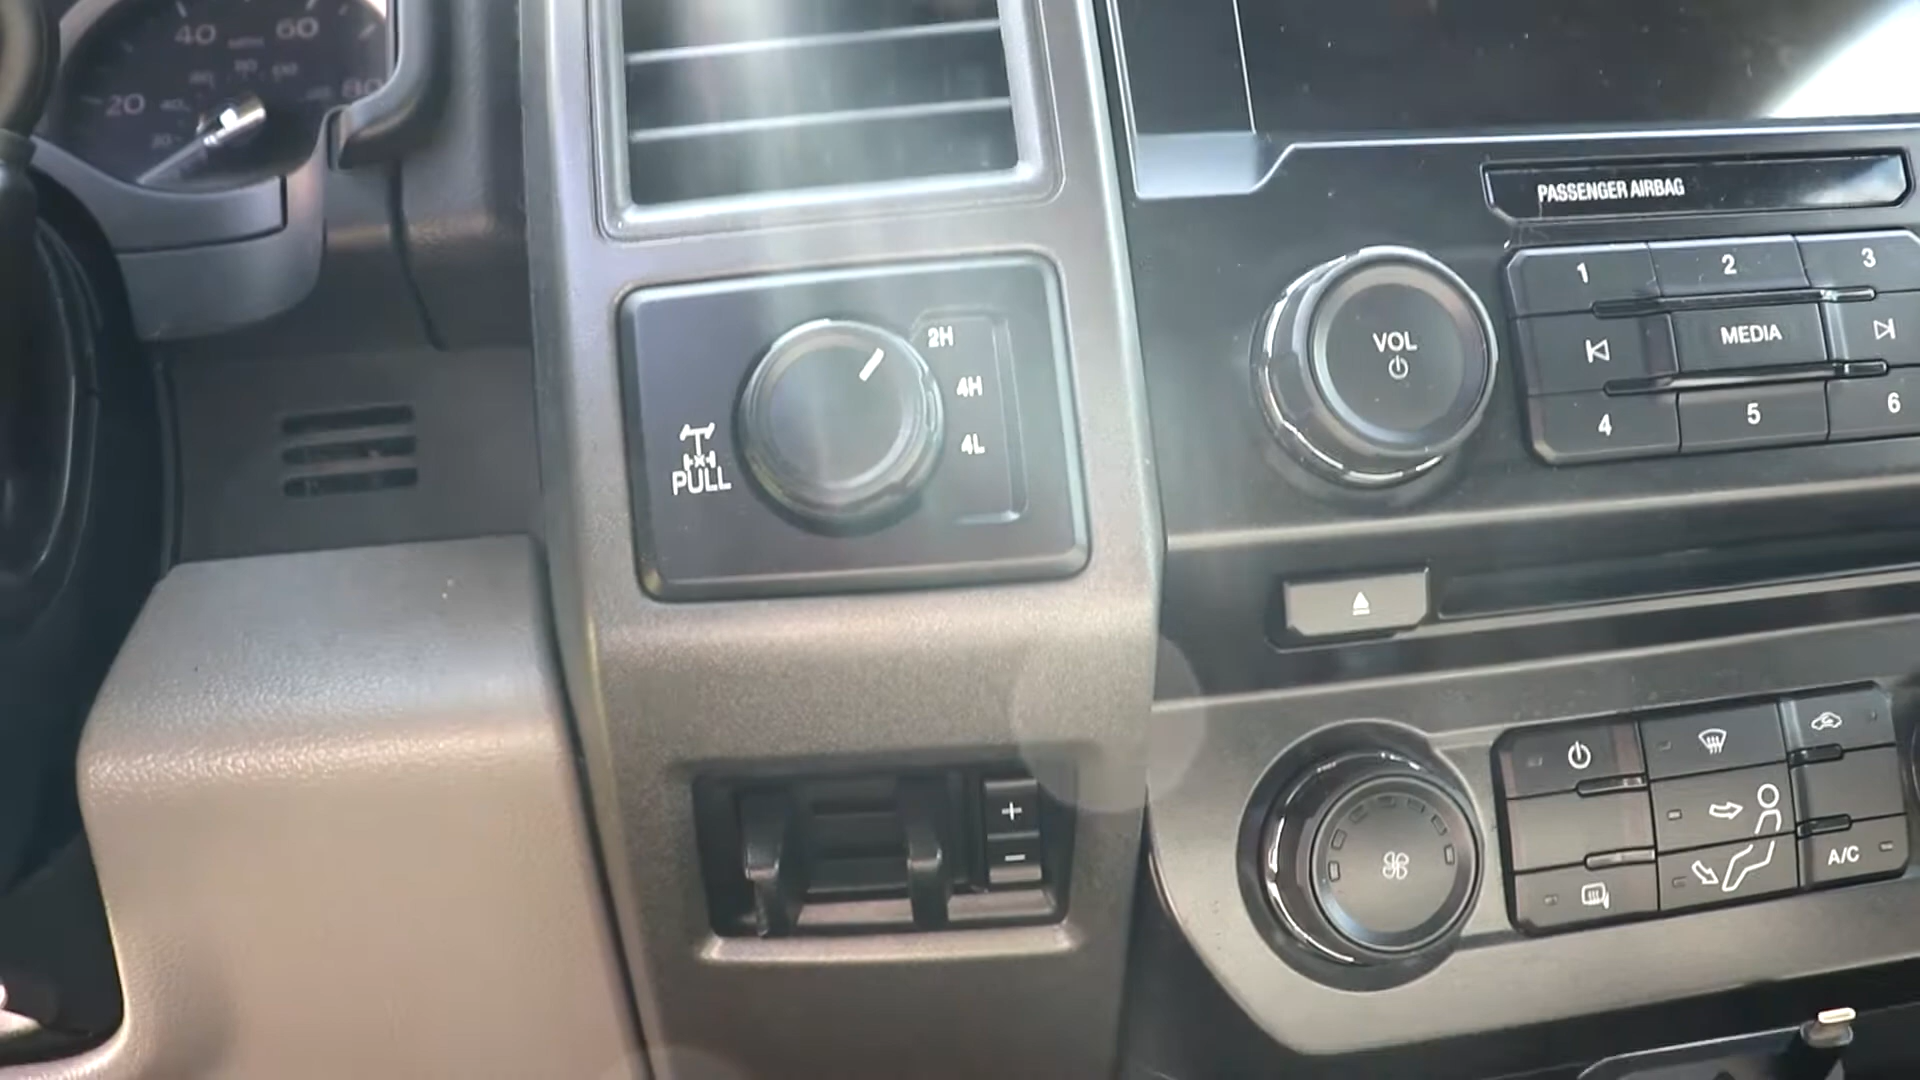 40 60
20 80
PASSENGER AIRBAG
1 2 3
VOL
MEDIA
4 5 6
2H
4H
4L
PULL
+
−
A/C